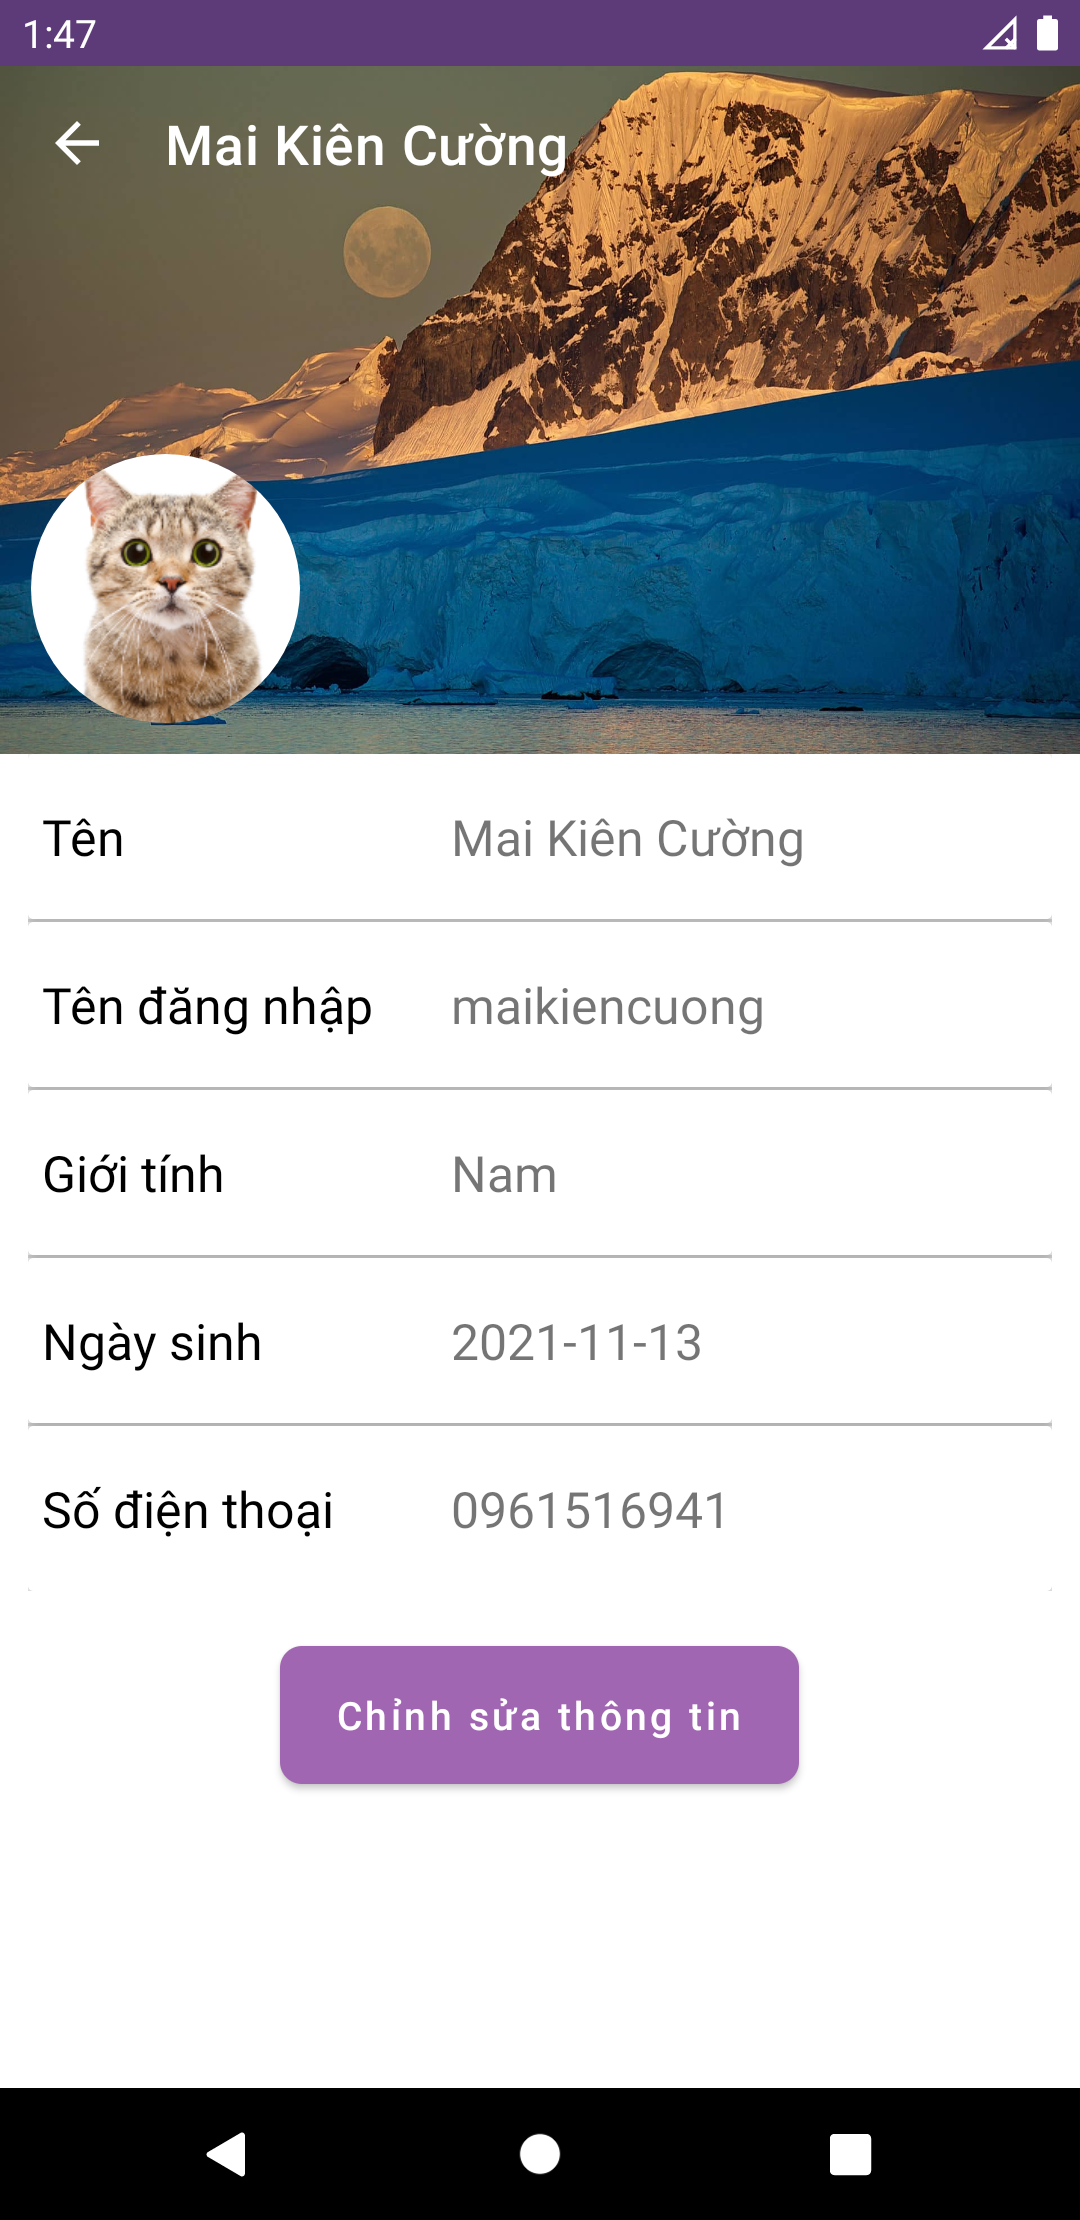 1:47
Mai Kiên Cường
Tên Mai Kiên Cường
Tên đăng nhập maikiencuong
Giới tính Nam
Ngày sinh 2021-11-13
Số điện thoại 0961516941
Chỉnh sửa thông tin